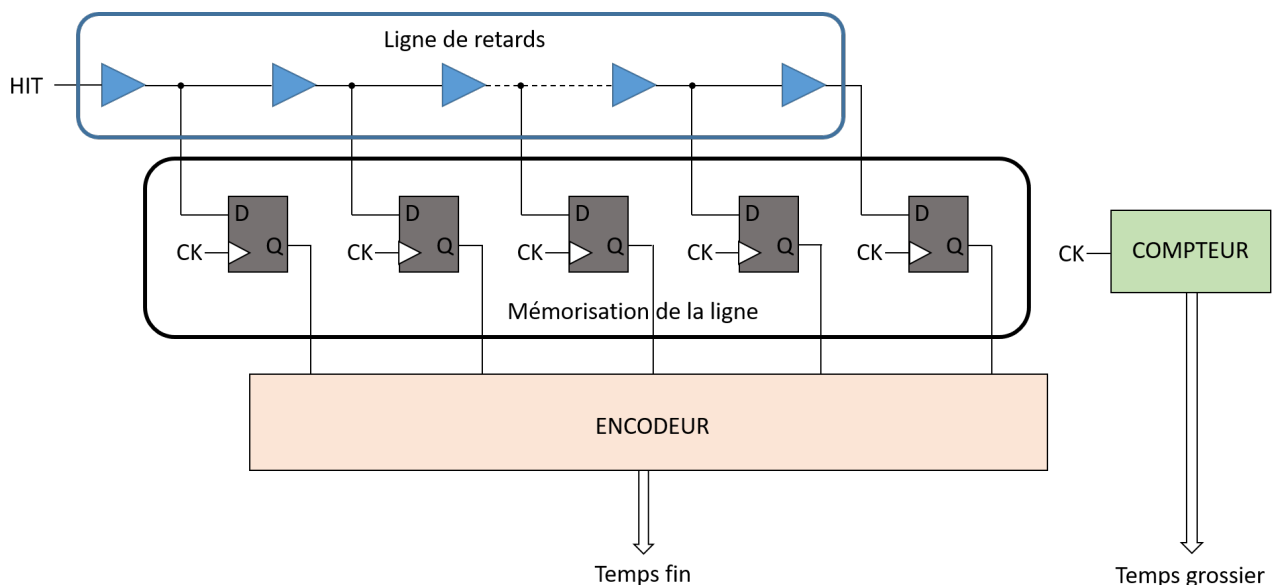 Ligne de retards
HIT
D D D D D
CK Q CK Q CK Q CK Q CK Q
CK COMPTEUR
Mémorisation de la ligne
ENCODEUR
Temps fin
Temps grossier